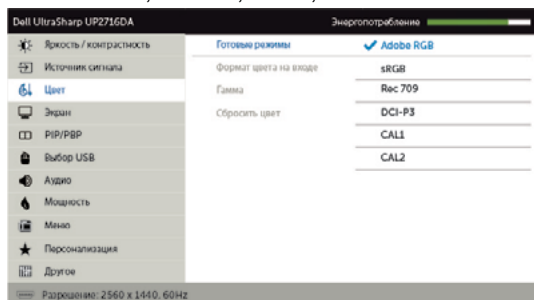 Dell UltraSharp UP2716DA Энергопотребление
Яркость / контрастность Готовые режимы Adobe RGB
Источник сигнала Формат цвета на входе sRGB
Цвет Гамма Rec 709
Экран Сбросить цвет DCI-P3
PIP/PBP CAL1
Выбор USB CAL2
Аудио
Мощность
Меню
Персонализация
Другое
Разрешение: 2560 x 1440, 60Hz